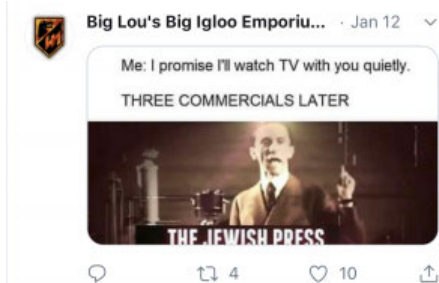 Big Lou's Big Igloo Emporiu... · Jan 12
Me: I promise I'll watch TV with you quietly.
THREE COMMERCIALS LATER
THE JEWISH PRESS
4
10